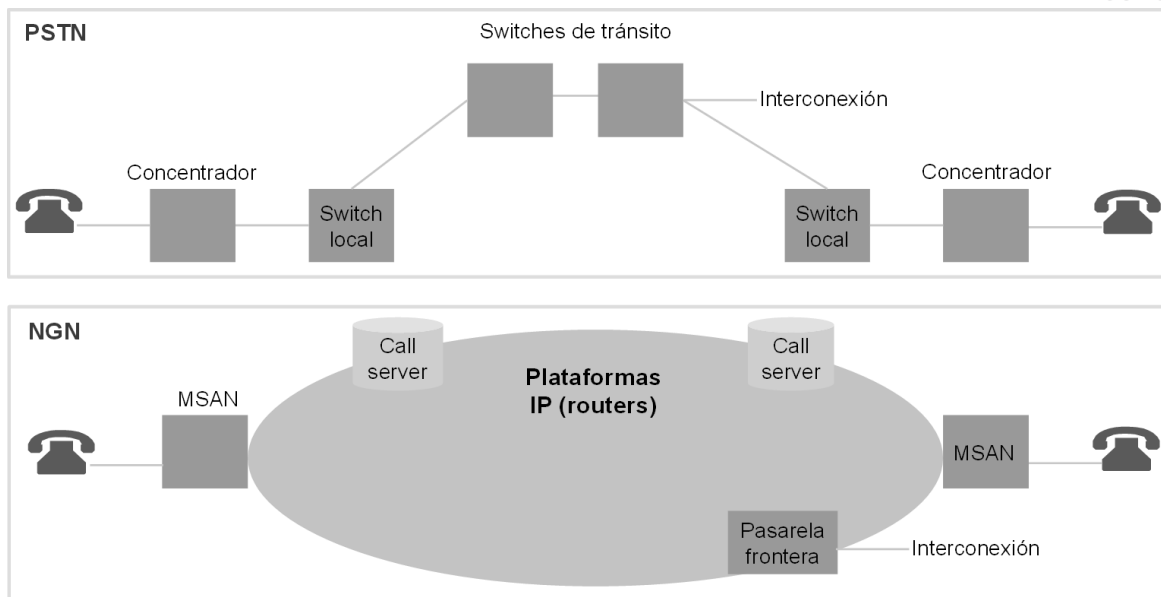 PSTN
Switches de tránsito
Interconexión
Concentrador
Concentrador
Switch
local
Switch
local
NGN
Call
server
Call
server
Plataformas
IP (routers)
MSAN
MSAN
Pasarela
frontera
Interconexión